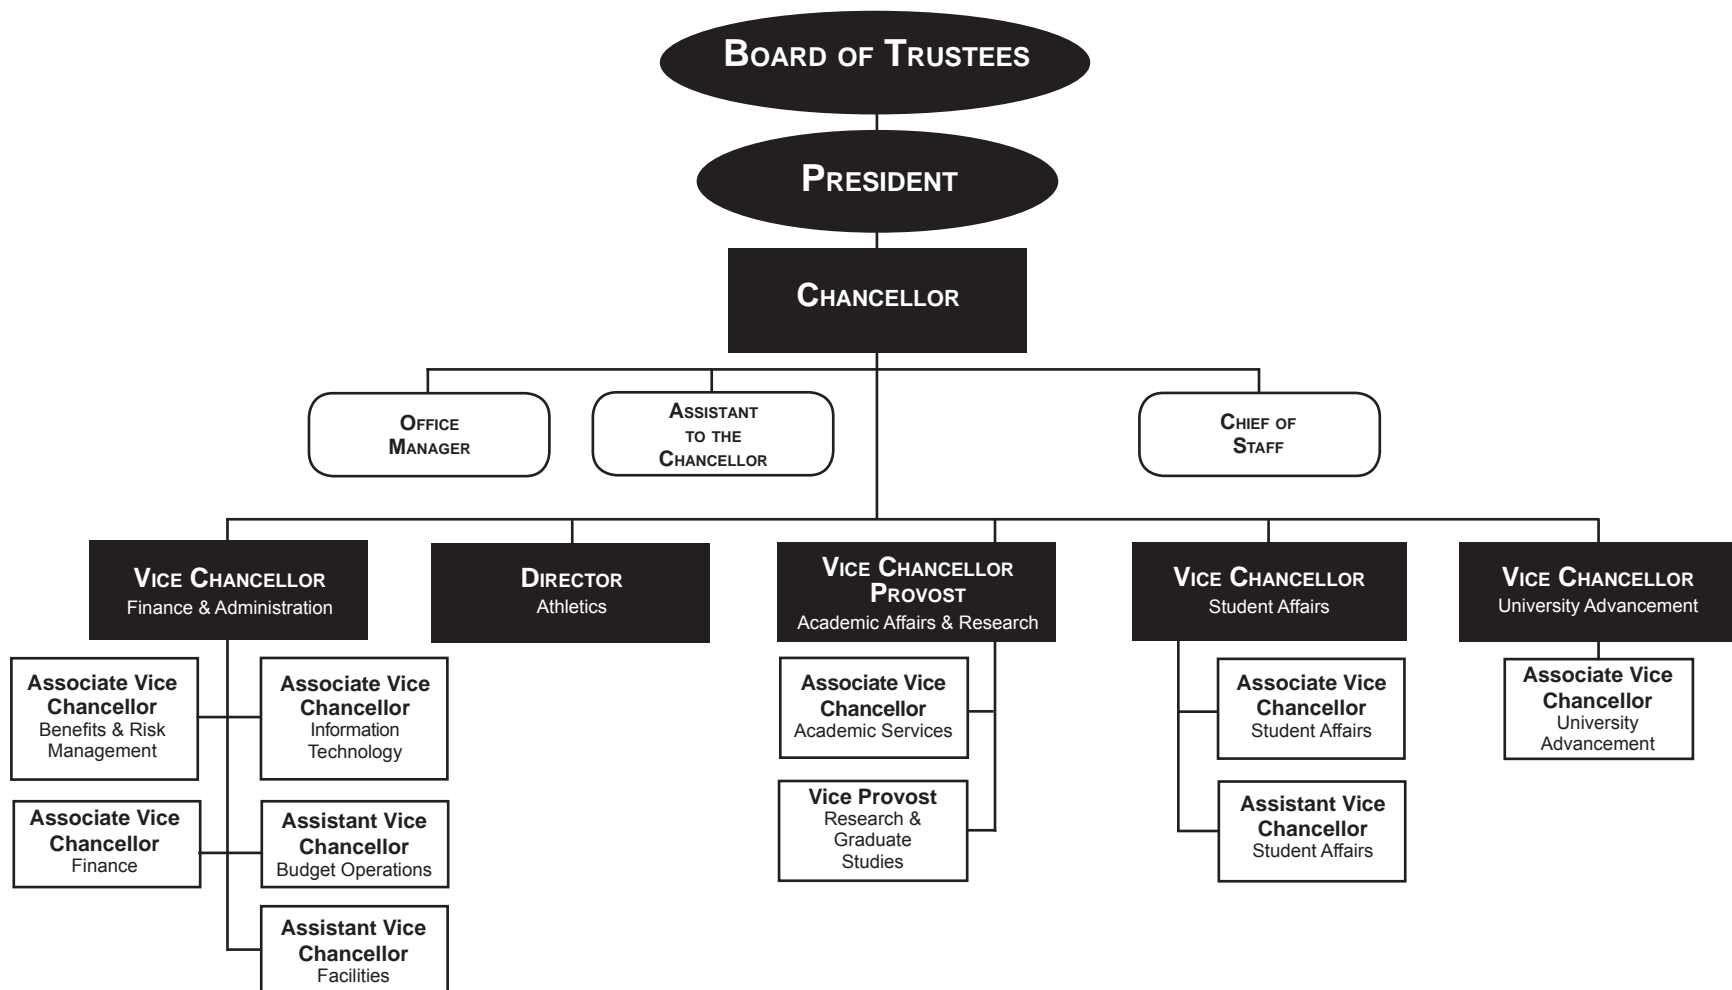 BOARD OF TRUSTEES
PRESIDENT
CHANCELLOR
OFFICE
MANAGER
ASSISTANT
TO THE
CHANCELLOR
CHIEF OF
STAFF
VICE CHANCELLOR
Finance & Administration
DIRECTOR
Athletics
VICE CHANCELLOR
PROVOST
Academic Affairs & Research
VICE CHANCELLOR
Student Affairs
VICE CHANCELLOR
University Advancement
Associate Vice
Chancellor
Benefits & Risk
Management
Associate Vice
Chancellor
Information
Technology
Associate Vice
Chancellor
Academic Services
Associate Vice
Chancellor
Student Affairs
Associate Vice
Chancellor
University
Advancement
Associate Vice
Chancellor
Finance
Assistant Vice
Chancellor
Budget Operations
Vice Provost
Research &
Graduate
Studies
Assistant Vice
Chancellor
Student Affairs
Assistant Vice
Chancellor
Facilities